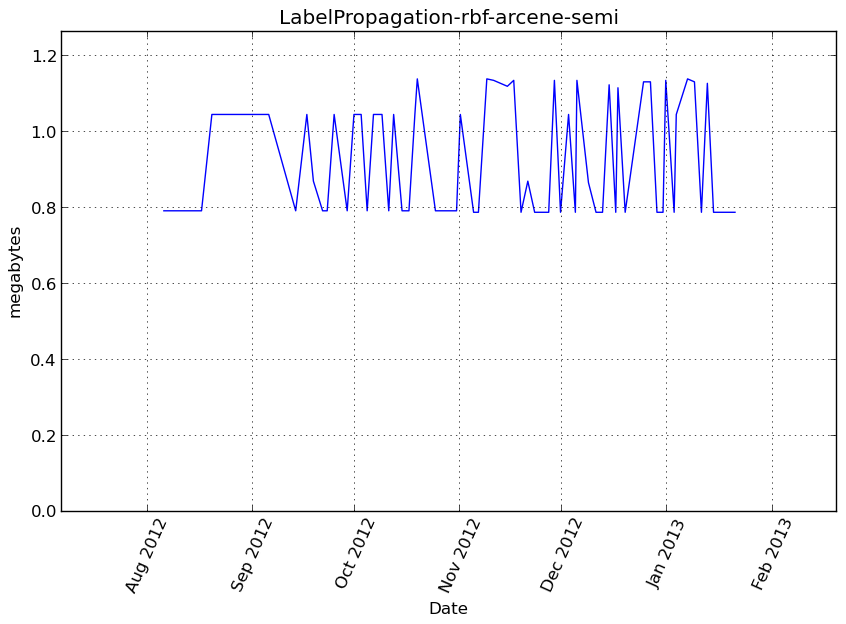 LabelPropagation-rbf-arcene-semi
1.2
1.0
0.8
0.6
0.4
0.2
0.0
megabytes
Aug 2012
Sep 2012
Oct 2012
Nov 2012
Dec 2012
Jan 2013
Feb 2013
Date